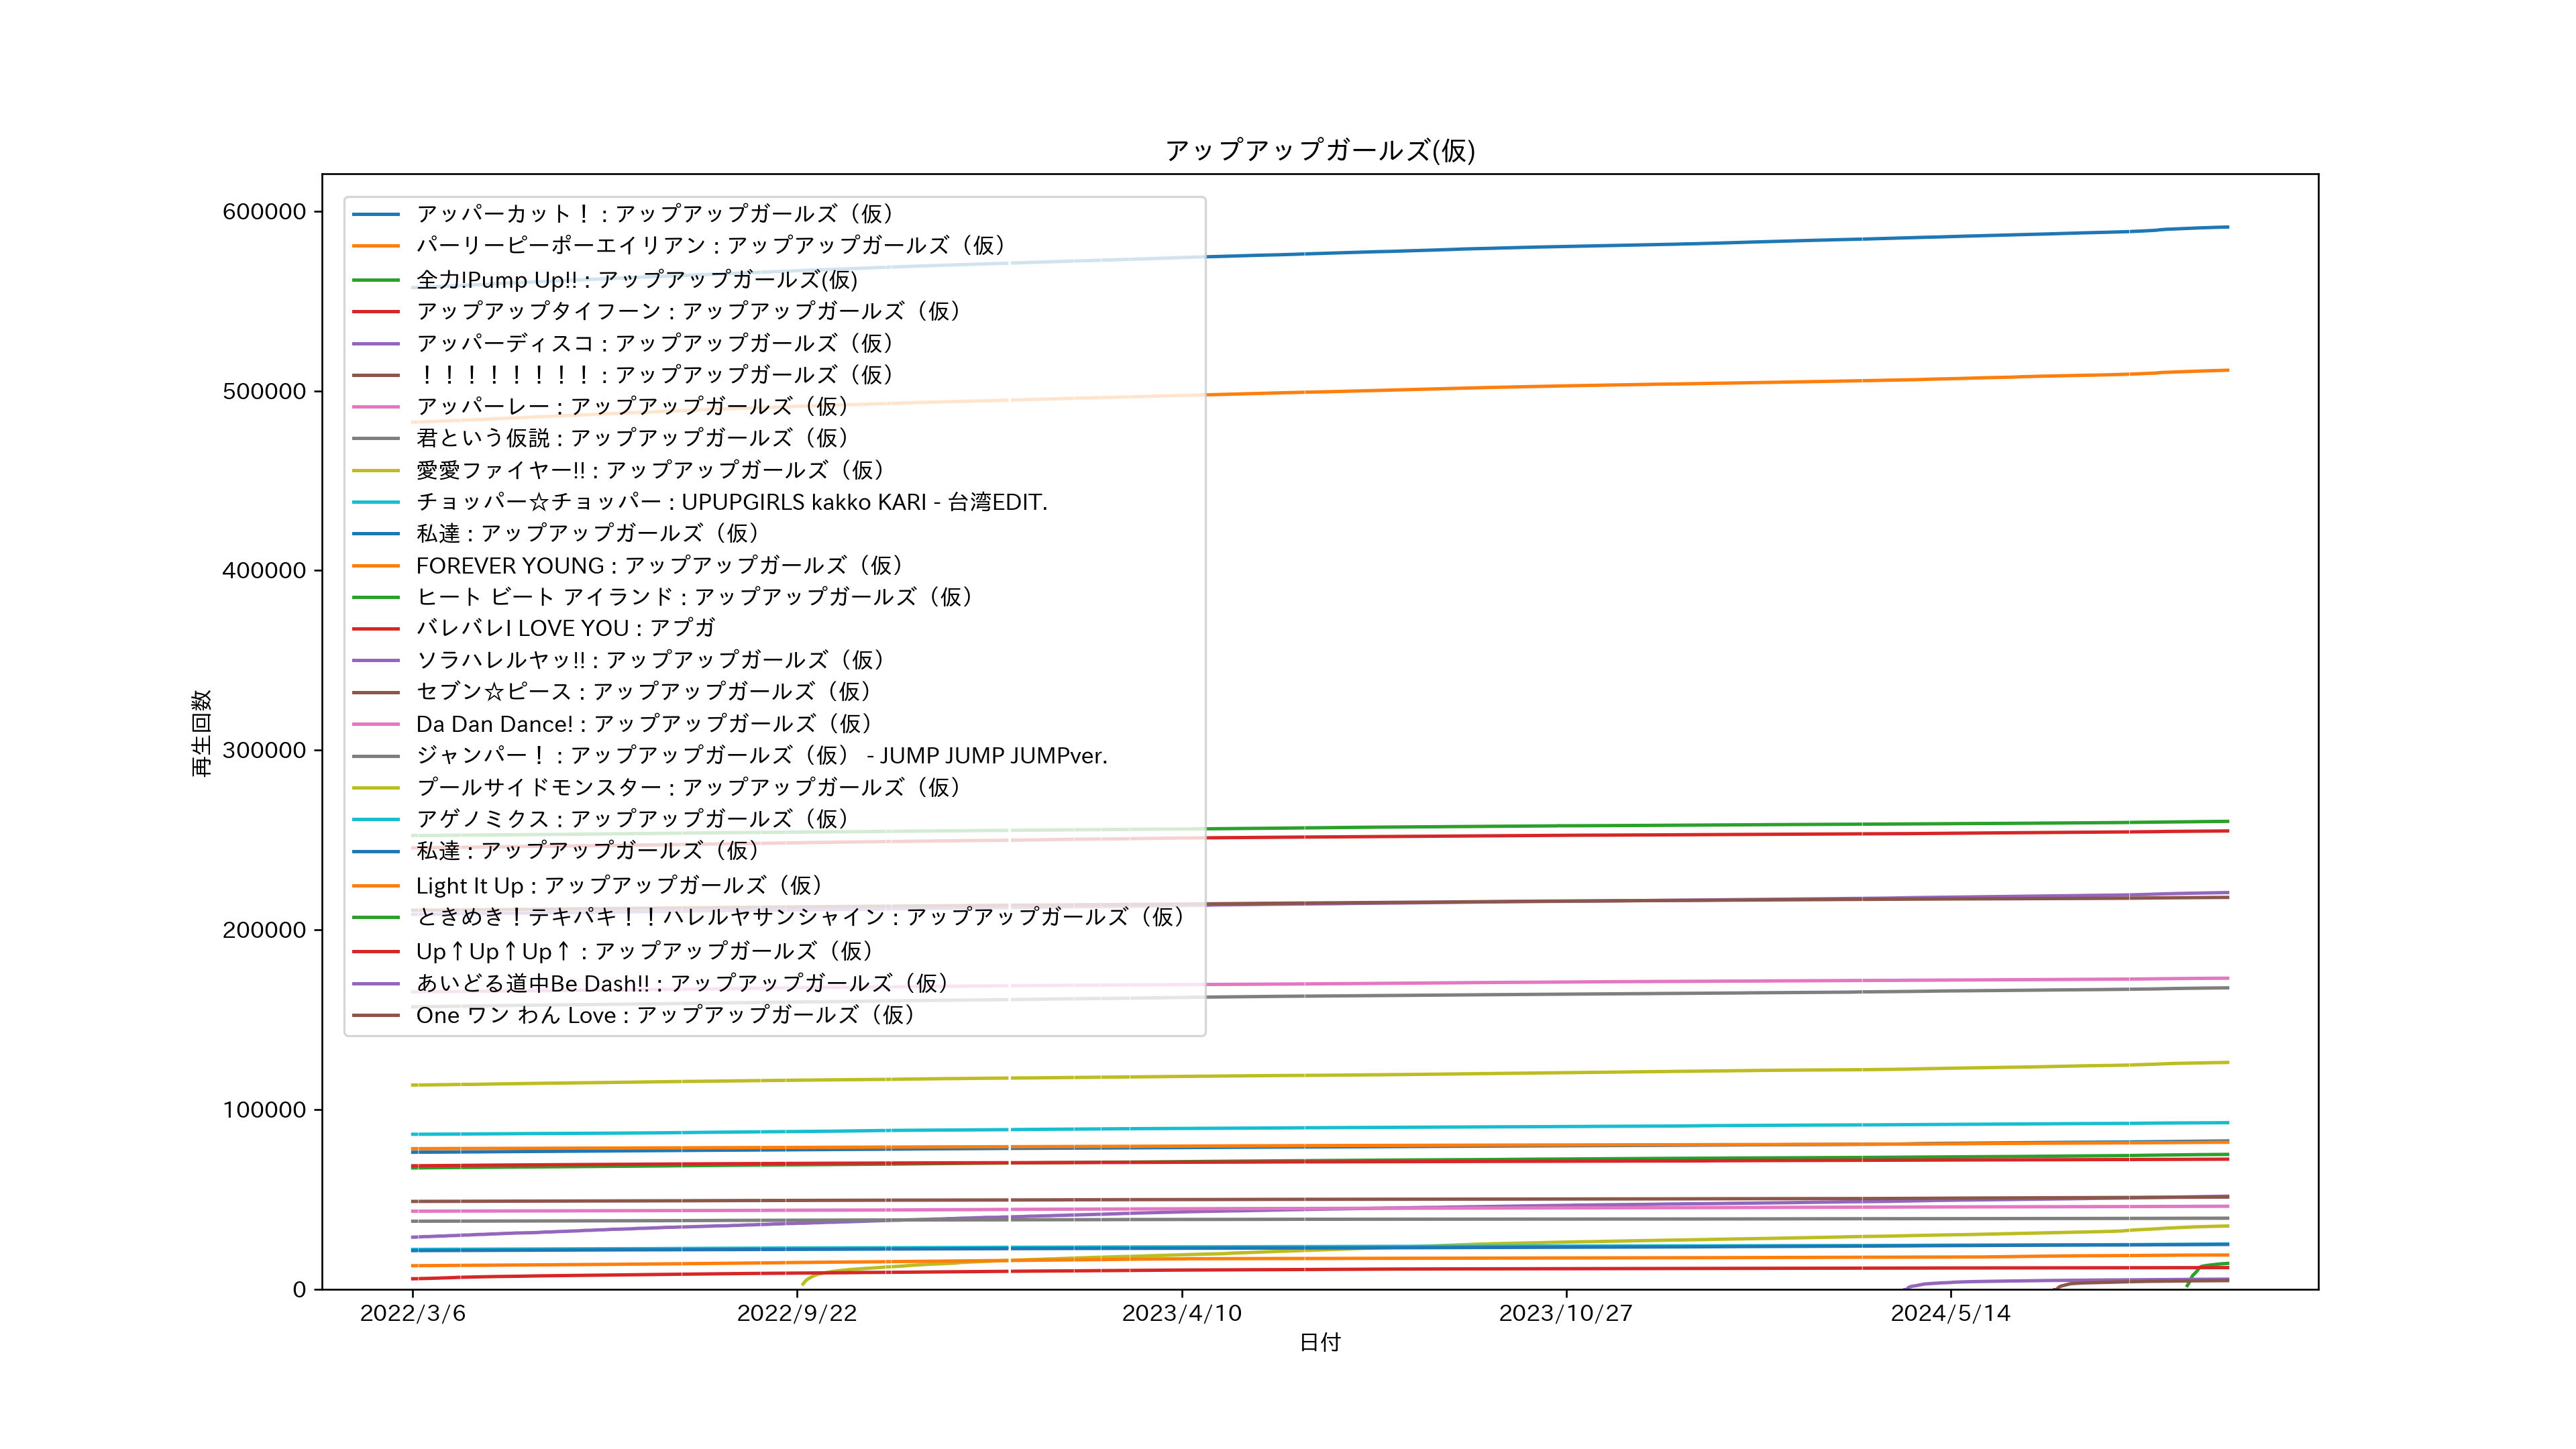 アップアップガールズ(仮)
600000
500000
400000
300000
200000
100000
0
再生回数
アッパーカット！ : アップアップガールズ（仮）
パーリーピーポーエイリアン : アップアップガールズ（仮）
全力!Pump Up!! : アップアップガールズ(仮)
アップアップタイフーン : アップアップガールズ（仮）
アッパーディスコ : アップアップガールズ（仮）
！！！！！！！！ : アップアップガールズ（仮）
アッパーレー : アップアップガールズ（仮）
君という仮説 : アップアップガールズ（仮）
愛愛ファイヤー!! : アップアップガールズ（仮）
チョッパー☆チョッパー : UPUPGIRLS kakko KARI - 台湾EDIT.
私達 : アップアップガールズ（仮）
FOREVER YOUNG : アップアップガールズ（仮）
ヒート ビート アイランド : アップアップガールズ（仮）
バレバレI LOVE YOU : アプガ
ソラハレルヤッ!! : アップアップガールズ（仮）
セブン☆ピース : アップアップガールズ（仮）
Da Dan Dance! : アップアップガールズ（仮）
ジャンパー！ : アップアップガールズ（仮） - JUMP JUMP JUMPver.
プールサイドモンスター : アップアップガールズ（仮）
アゲノミクス : アップアップガールズ（仮）
私達 : アップアップガールズ（仮）
Light It Up : アップアップガールズ（仮）
ときめき！テキパキ！！ハレルヤサンシャイン : アップアップガールズ（仮）
Up↑Up↑Up↑ : アップアップガールズ（仮）
あいどる道中Be Dash!! : アップアップガールズ（仮）
One ワン わん Love : アップアップガールズ（仮）
2022/3/6
2022/9/22
2023/4/10
2023/10/27
2024/5/14
日付